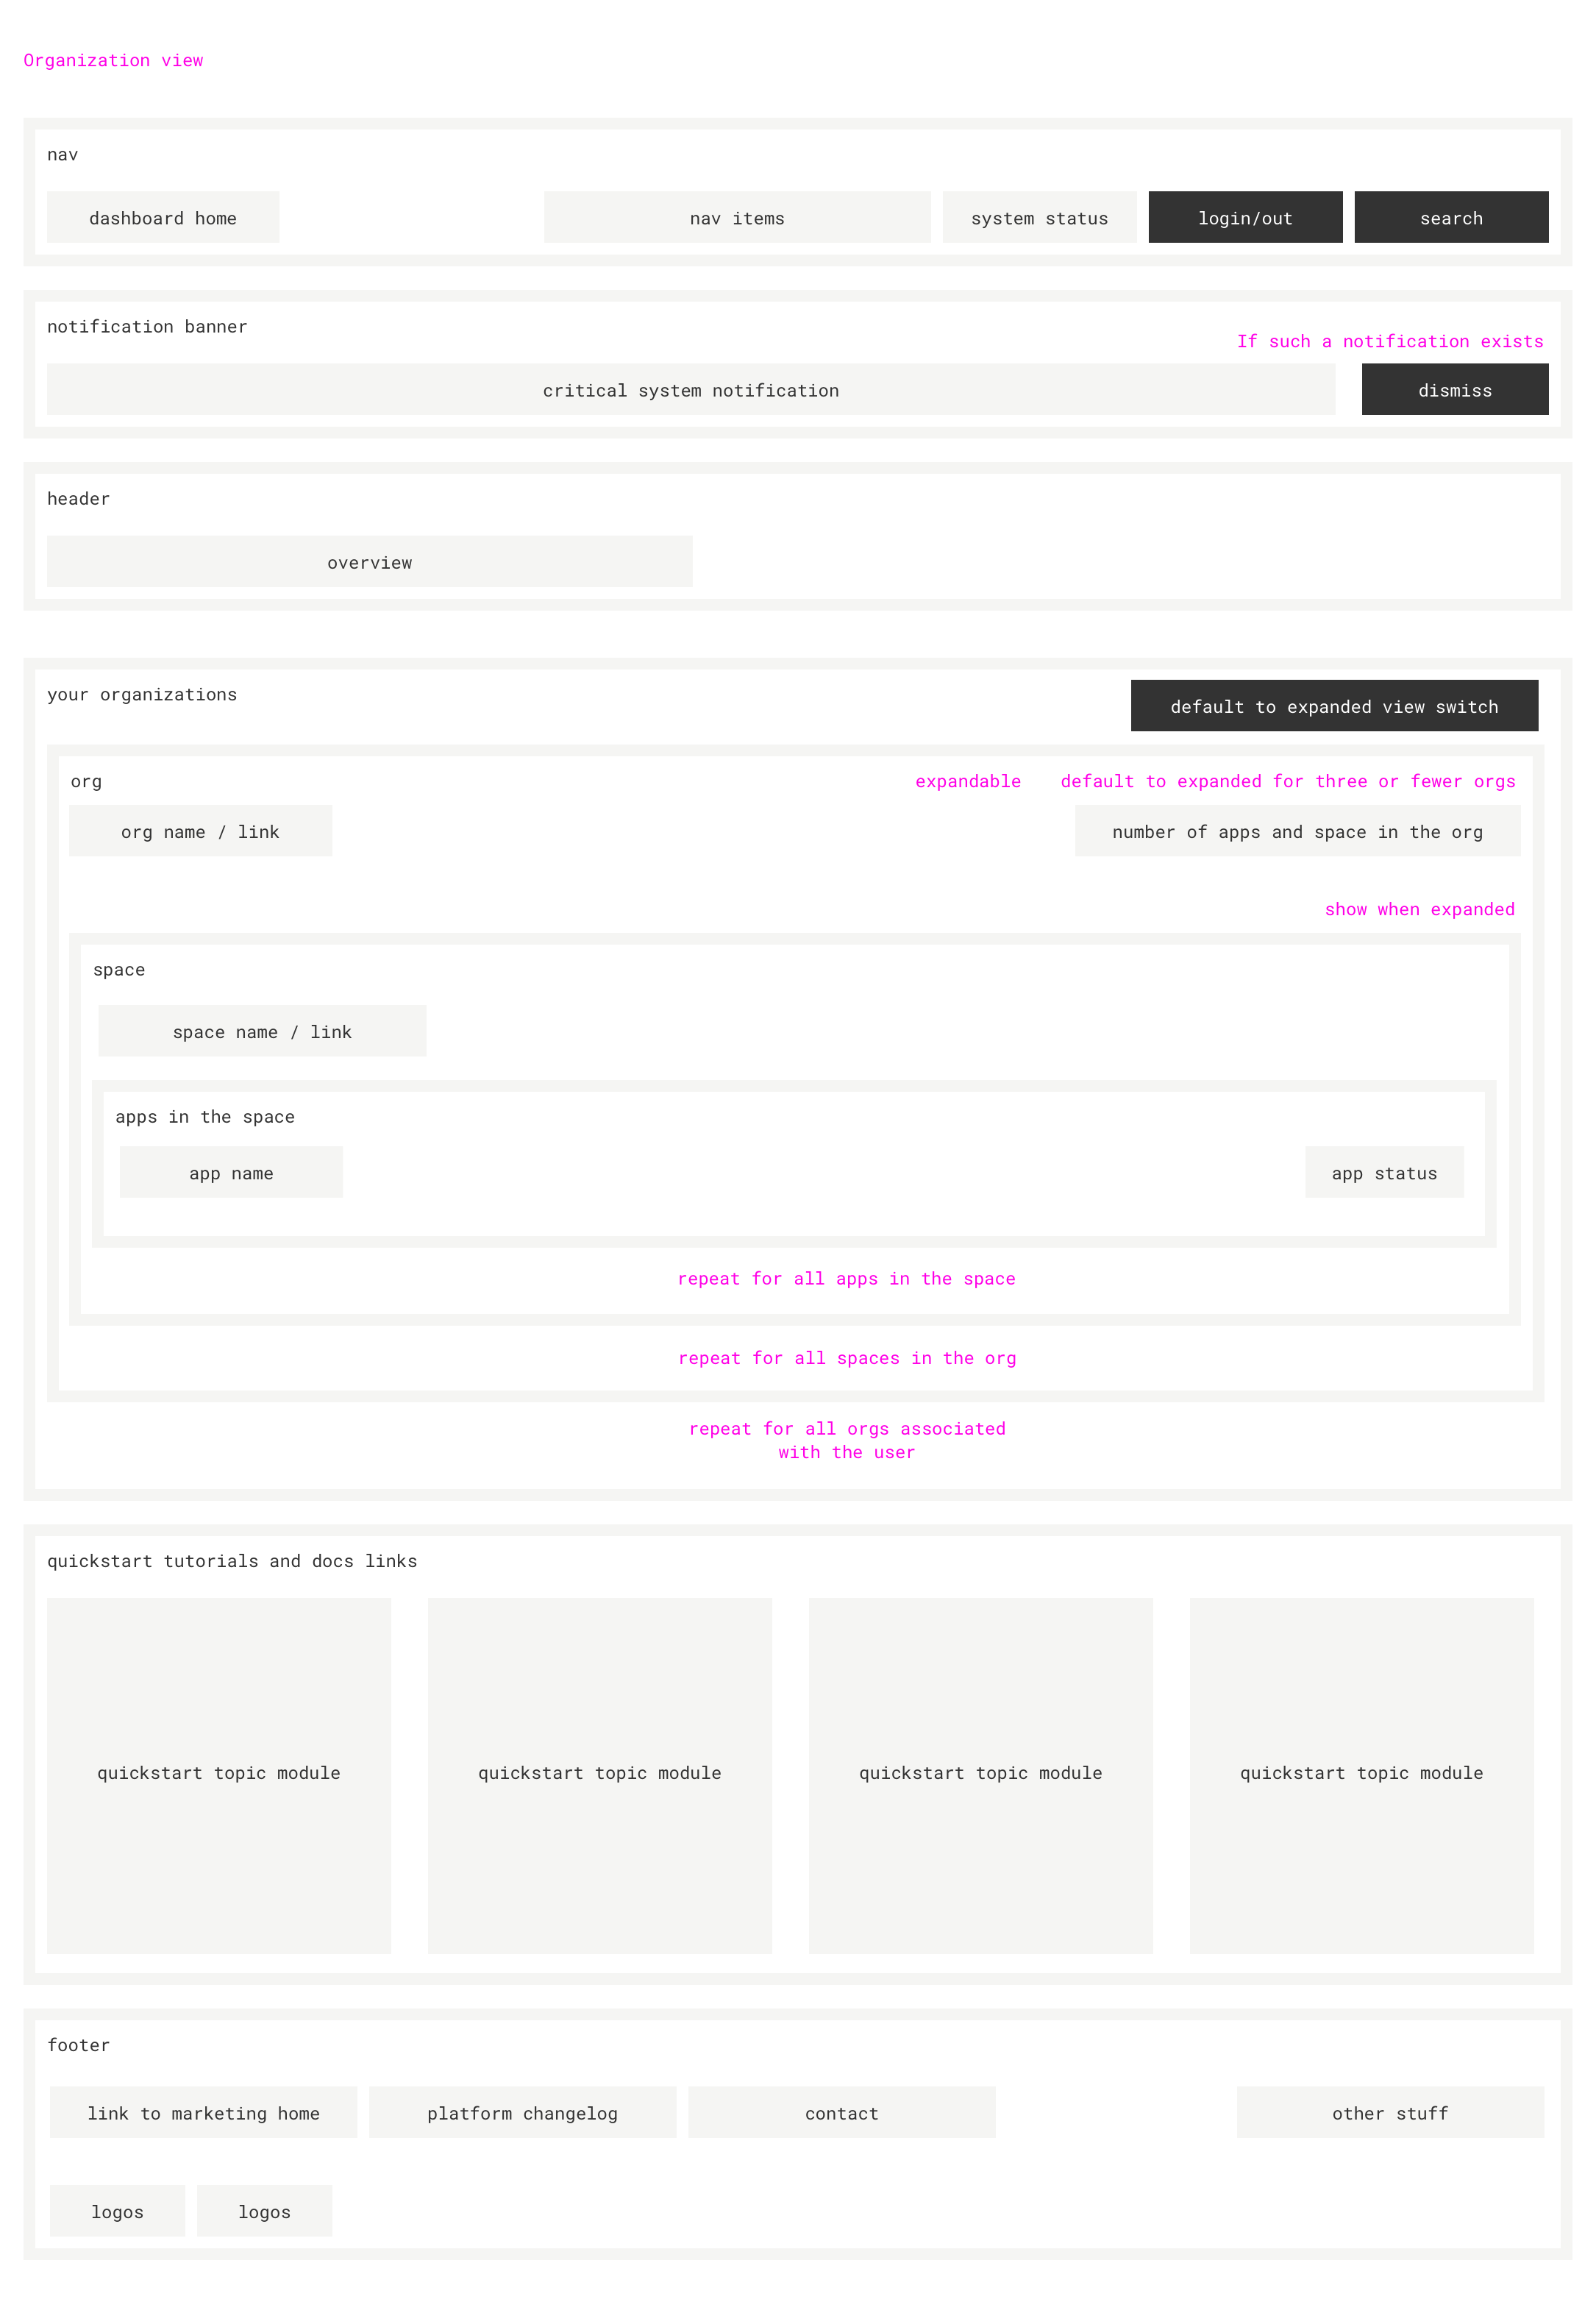 Organization view
nav
dashboard home
nav items
system status
login/out
search
notification banner
If such a notification exists
critical system notification
dismiss
header
overview
your organizations
default to expanded view switch
org
expandable
default to expanded for three or fewer orgs
org name / link
number of apps and space in the org
show when expanded
space
space name / link
apps in the space
app name
app status
repeat for all apps in the space
repeat for all spaces in the org
repeat for all orgs associated
with the user
quickstart tutorials and docs links
quickstart topic module
quickstart topic module
quickstart topic module
quickstart topic module
footer
link to marketing home
platform changelog
contact
other stuff
logos
logos